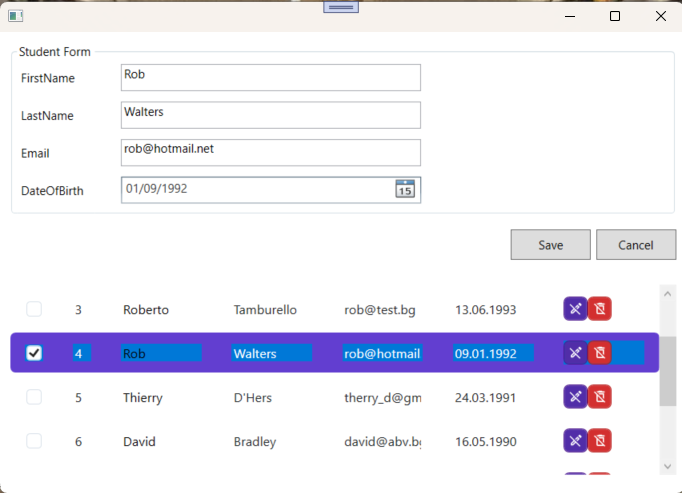 Student Form
FirstName Rob
LastName Walters
Email rob@hotmail.net
DateOfBirth 01/09/1992 15
Save Cancel
3 Roberto Tamburello rob@test.bg 13.06.1993
4 Rob Walters rob@hotmail 09.01.1992
5 Thierry D'Hers therry_d@gm 24.03.1991
6 David Bradley david@abv.bg 16.05.1990